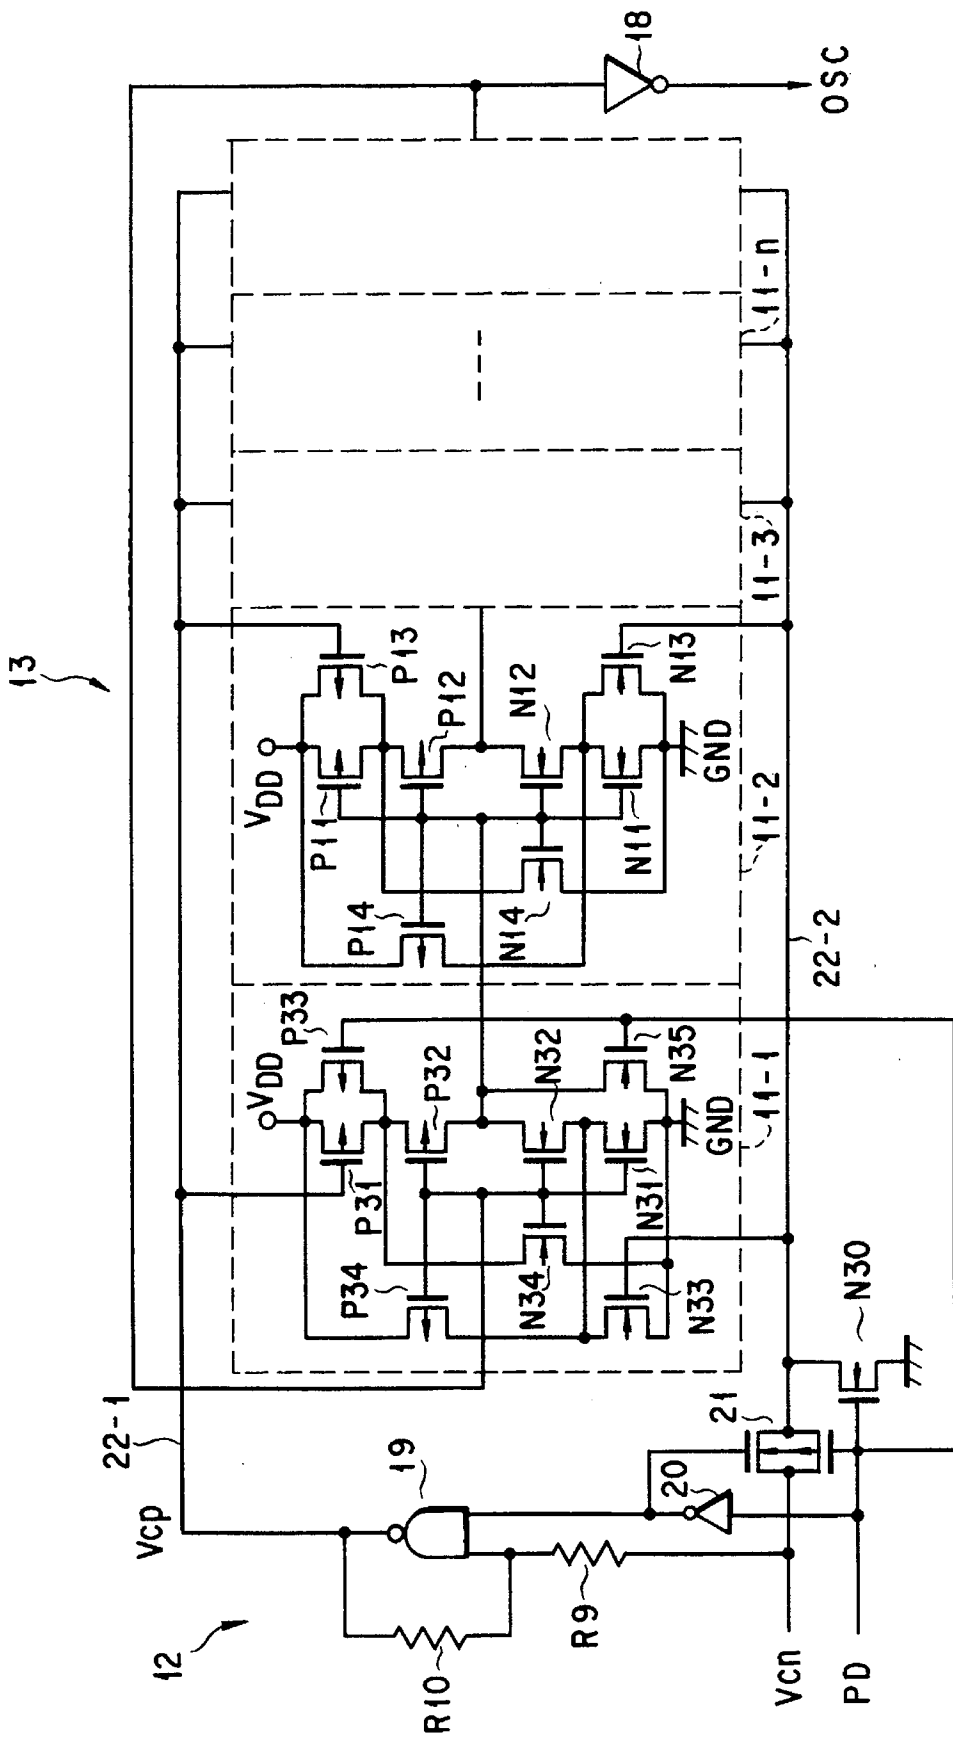 13
12
Vcp
22-1
19
20
21
R10
R9
Vcn
PD
N30
22-2
VDD
P33
P31
P32
P34
N34
N32
N31
N33
N35
GND
11-1
VDD
P13
P11
P12
P14
N14
N12
N11
N13
GND
11-2
11-3
11-n
18
OSC